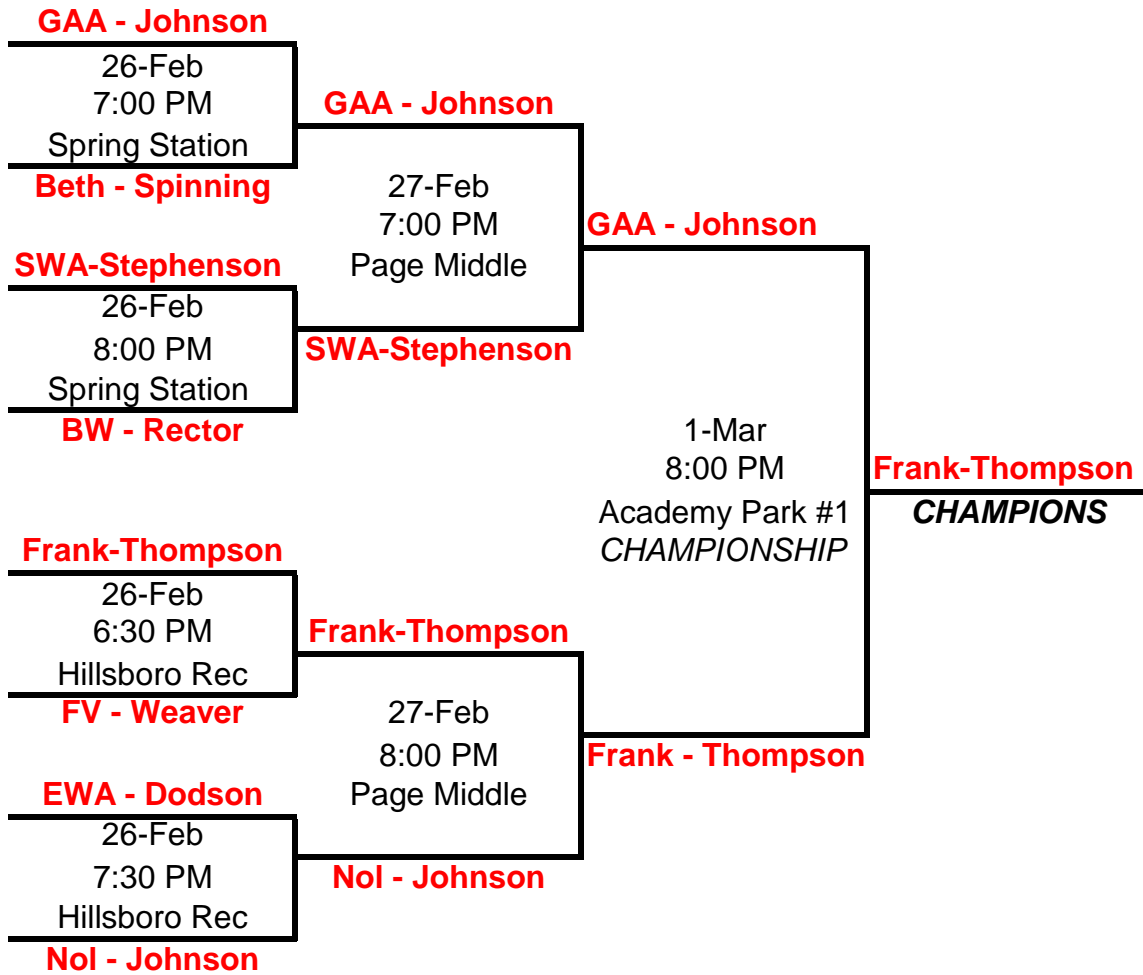 GAA - Johnson
26-Feb
7:00 PM
Spring Station
Beth - Spinning
SWA-Stephenson
26-Feb
8:00 PM
Spring Station
BW - Rector
Frank-Thompson
26-Feb
6:30 PM
Hillsboro Rec
FV - Weaver
EWA - Dodson
26-Feb
7:30 PM
Hillsboro Rec
Nol - Johnson
GAA - Johnson
27-Feb
7:00 PM
Page Middle
SWA-Stephenson
Frank-Thompson
27-Feb
8:00 PM
Page Middle
Nol - Johnson
GAA - Johnson
1-Mar
8:00 PM
Academy Park #1
CHAMPIONSHIP
Frank - Thompson
Frank-Thompson
CHAMPIONS